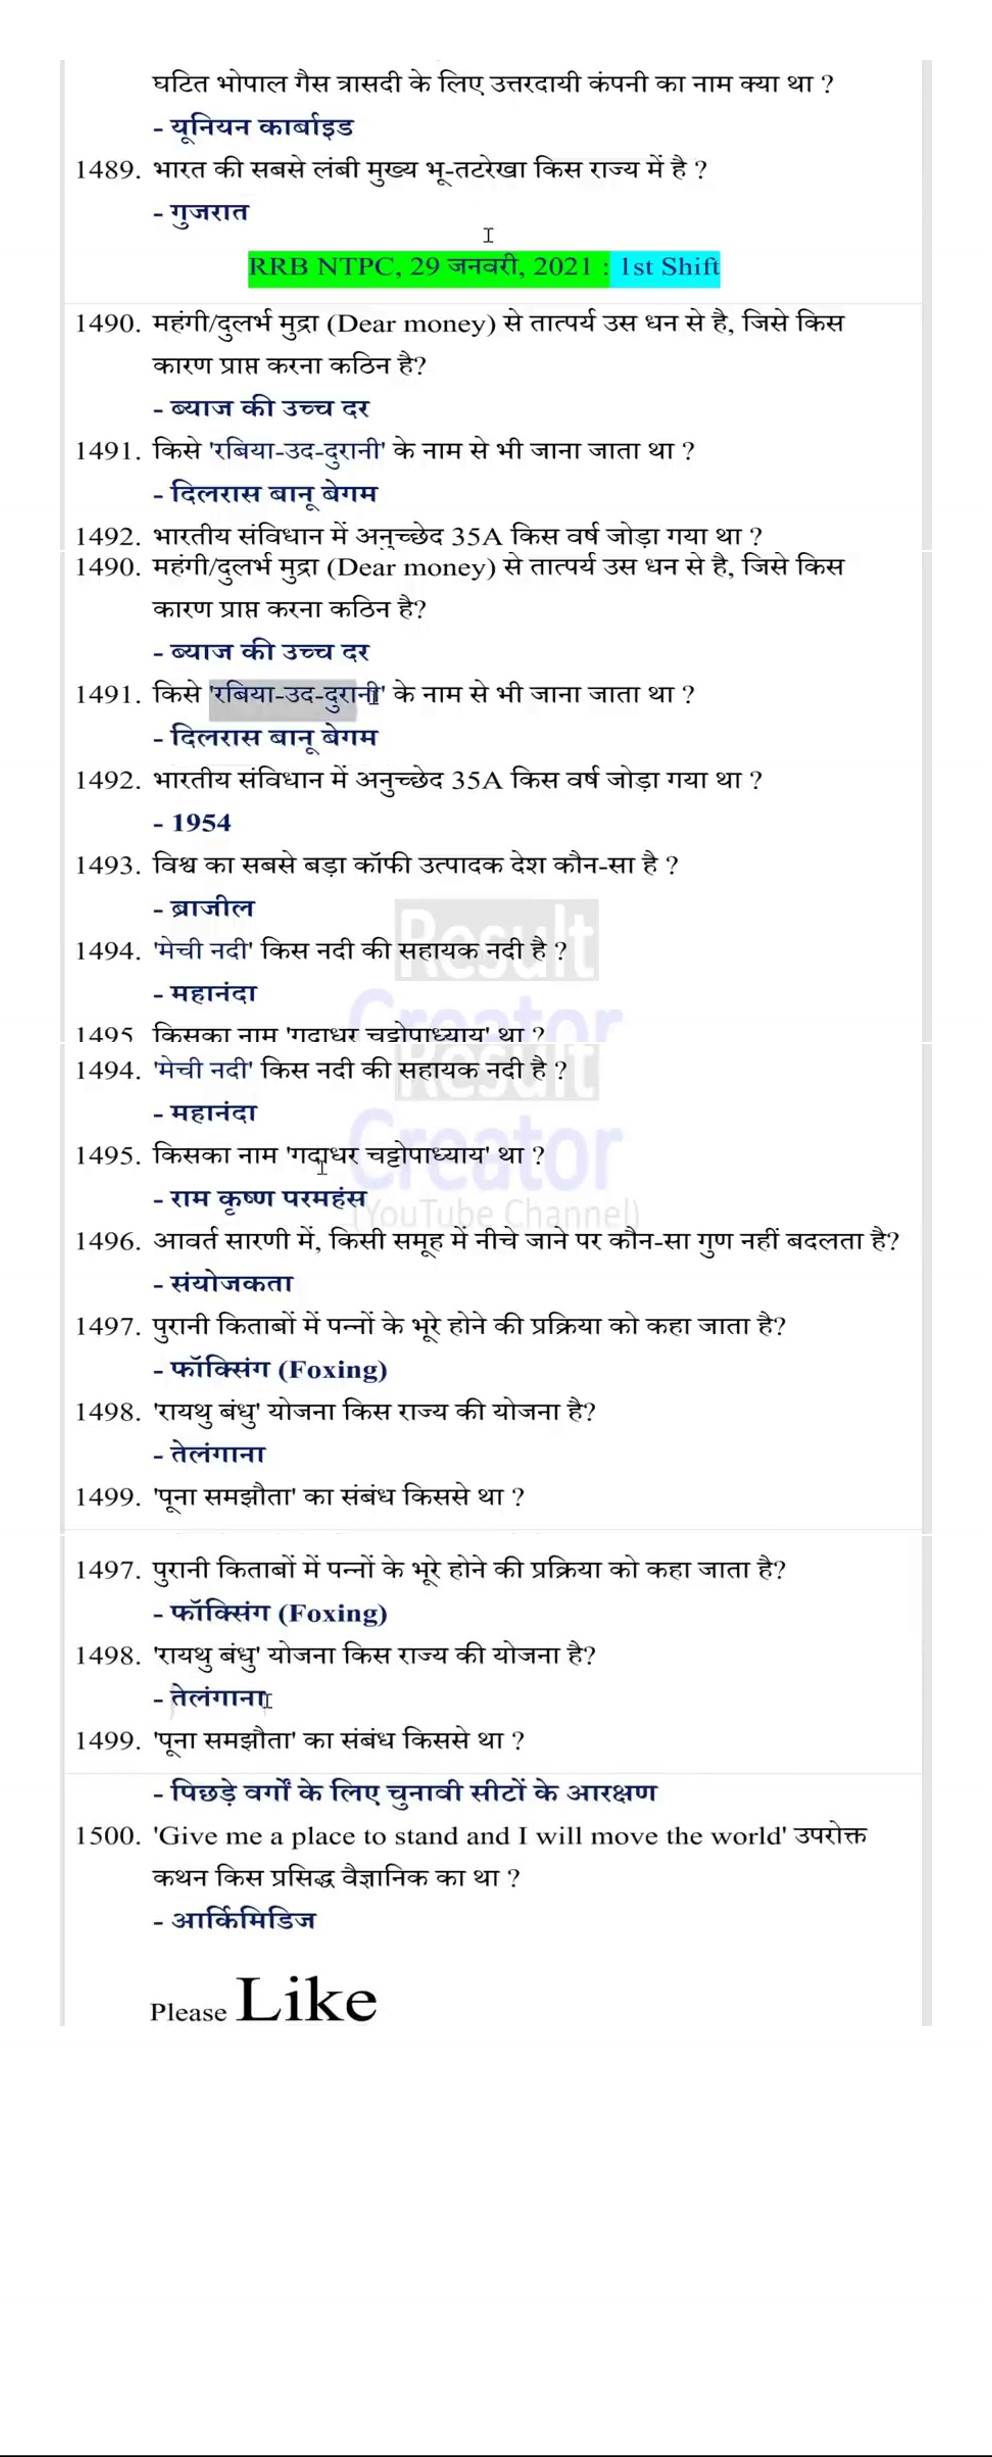 घटित भोपाल गैस त्रासदी के लिए उत्तरदायी कंपनी का नाम क्या था ?
- यूनियन कार्बाइड
1489. भारत की सबसे लंबी मुख्य भू-तटरेखा किस राज्य में है ?
- गुजरात
RRB NTPC, 29 जनवरी, 2021 : 1st Shift
1490. महंगी/दुलर्भ मुद्रा (Dear money) से तात्पर्य उस धन से है, जिसे किस
कारण प्राप्त करना कठिन है?
- ब्याज की उच्च दर
1491. किसे 'रबिया-उद-दुरानी' के नाम से भी जाना जाता था ?
- दिलरास बानू बेगम
1492. भारतीय संविधान में अनुच्छेद 35A किस वर्ष जोड़ा गया था ?
1490. महंगी/दुलर्भ मुद्रा (Dear money) से तात्पर्य उस धन से है, जिसे किस
कारण प्राप्त करना कठिन है?
- ब्याज की उच्च दर
1491. किसे 'रबिया-उद-दुरानी' के नाम से भी जाना जाता था ?
- दिलरास बानू बेगम
1492. भारतीय संविधान में अनुच्छेद 35A किस वर्ष जोड़ा गया था ?
- 1954
1493. विश्व का सबसे बड़ा कॉफी उत्पादक देश कौन-सा है ?
- ब्राजील
Result
1494. 'मेची नदी' किस नदी की सहायक नदी है ?
- महानंदा
Creator
1495 किसका नाम 'गदाधर चट्टोपाध्याय' था ?
Result
1494. 'मेची नदी' किस नदी की सहायक नदी है ?
- महानंदा
Creator
1495. किसका नाम 'गदाधर चट्टोपाध्याय' था ?
- राम कृष्ण परमहंस
(YouTube Channel)
1496. आवर्त सारणी में, किसी समूह में नीचे जाने पर कौन-सा गुण नहीं बदलता है?
- संयोजकता
1497. पुरानी किताबों में पन्नों के भूरे होने की प्रक्रिया को कहा जाता है?
- फॉक्सिंग (Foxing)
1498. 'रायथु बंधु' योजना किस राज्य की योजना है?
- तेलंगाना
1499. 'पूना समझौता' का संबंध किससे था ?
1497. पुरानी किताबों में पन्नों के भूरे होने की प्रक्रिया को कहा जाता है?
- फॉक्सिंग (Foxing)
1498. 'रायथु बंधु' योजना किस राज्य की योजना है?
- तेलंगाना
1499. 'पूना समझौता' का संबंध किससे था ?
- पिछड़े वर्गों के लिए चुनावी सीटों के आरक्षण
1500. 'Give me a place to stand and I will move the world' उपरोक्त
कथन किस प्रसिद्ध वैज्ञानिक का था ?
- आर्किमिडिज
Please Like